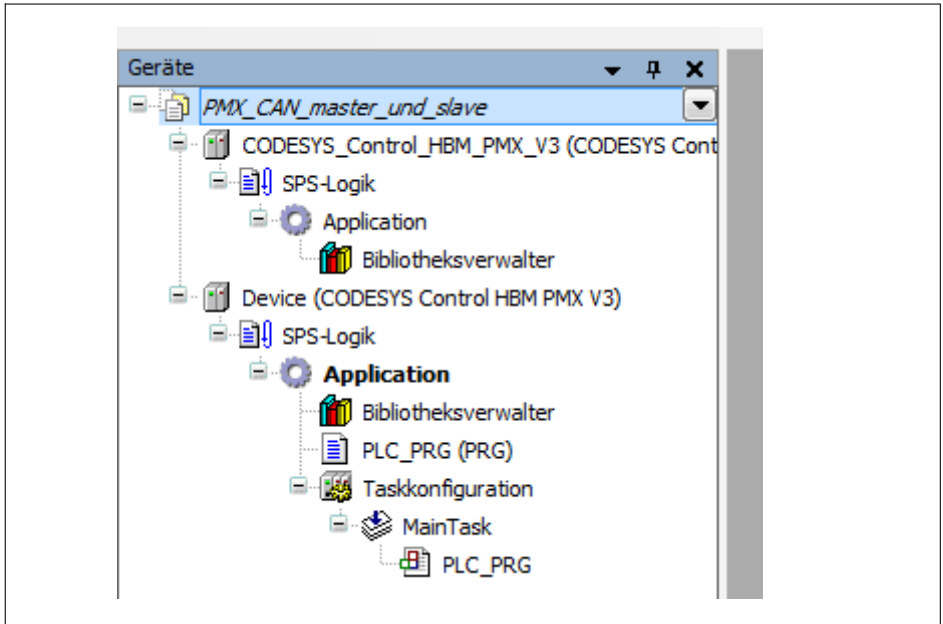 Geräte
PMX_CAN_master_und_slave
CODESYS_Control_HBM_PMX_V3 (CODESYS Cont
SPS-Logik
Application
Bibliotheksverwalter
Device (CODESYS Control HBM PMX V3)
SPS-Logik
Application
Bibliotheksverwalter
PLC_PRG (PRG)
Taskkonfiguration
MainTask
PLC_PRG